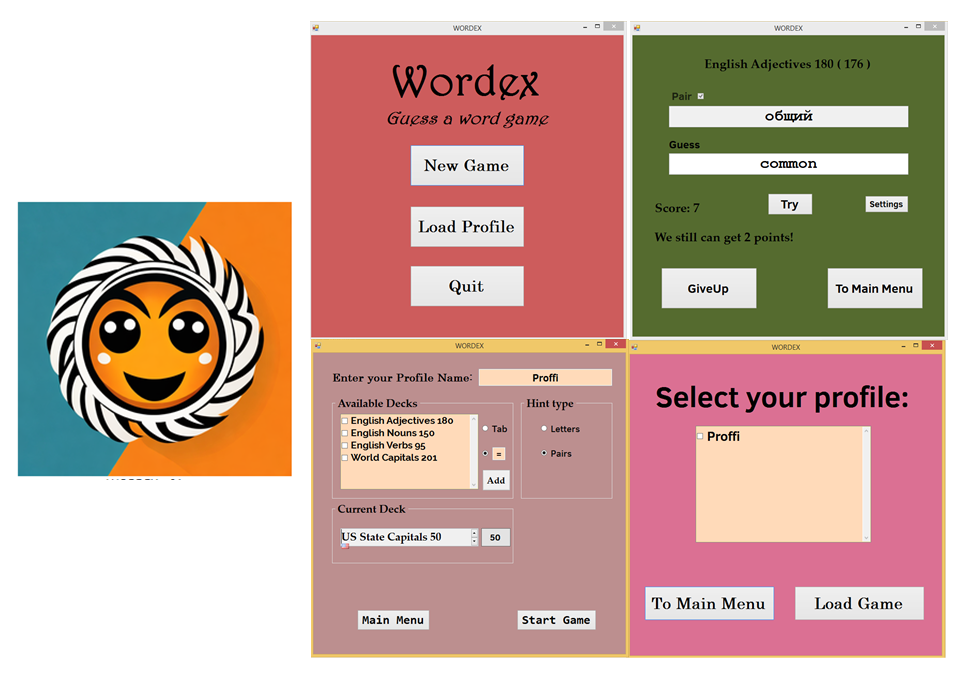 WORDEX
Wordex
Guess a word game
New Game
Load Profile
Quit
WORDEX
English Adjectives 180 ( 176 )
Pair
общий
Guess
common
Score: 7
Try
Settings
We still can get 2 points!
GiveUp
To Main Menu
WORDEX
Enter your Profile Name:
Proffi
Available Decks
English Adjectives 180
English Nouns 150
English Verbs 95
World Capitals 201
Tab
=
Add
Hint type
Letters
Pairs
Current Deck
US State Capitals 50
50
Main Menu
Start Game
WORDEX
Select your profile:
Proffi
To Main Menu
Load Game